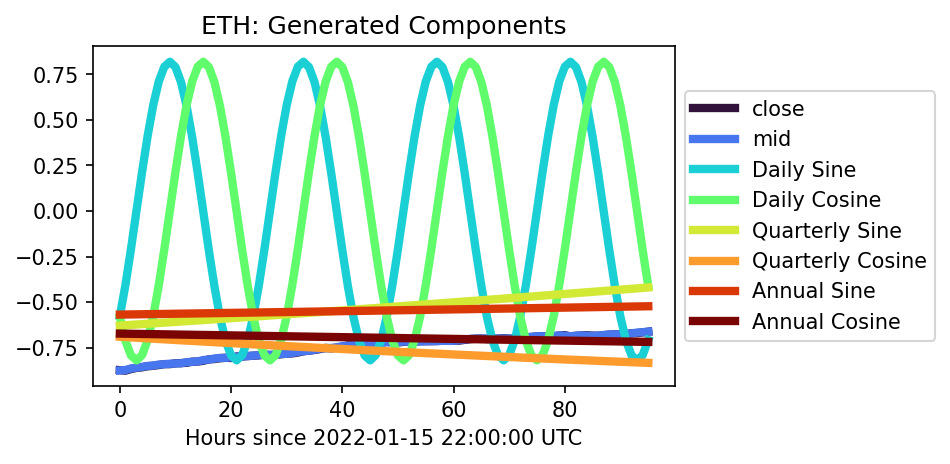 ETH: Generated Components
0.75
0.50
0.25
0.00
−0.25
−0.50
−0.75
0 20 40 60 80
Hours since 2022-01-15 22:00:00 UTC
close
mid
Daily Sine
Daily Cosine
Quarterly Sine
Quarterly Cosine
Annual Sine
Annual Cosine